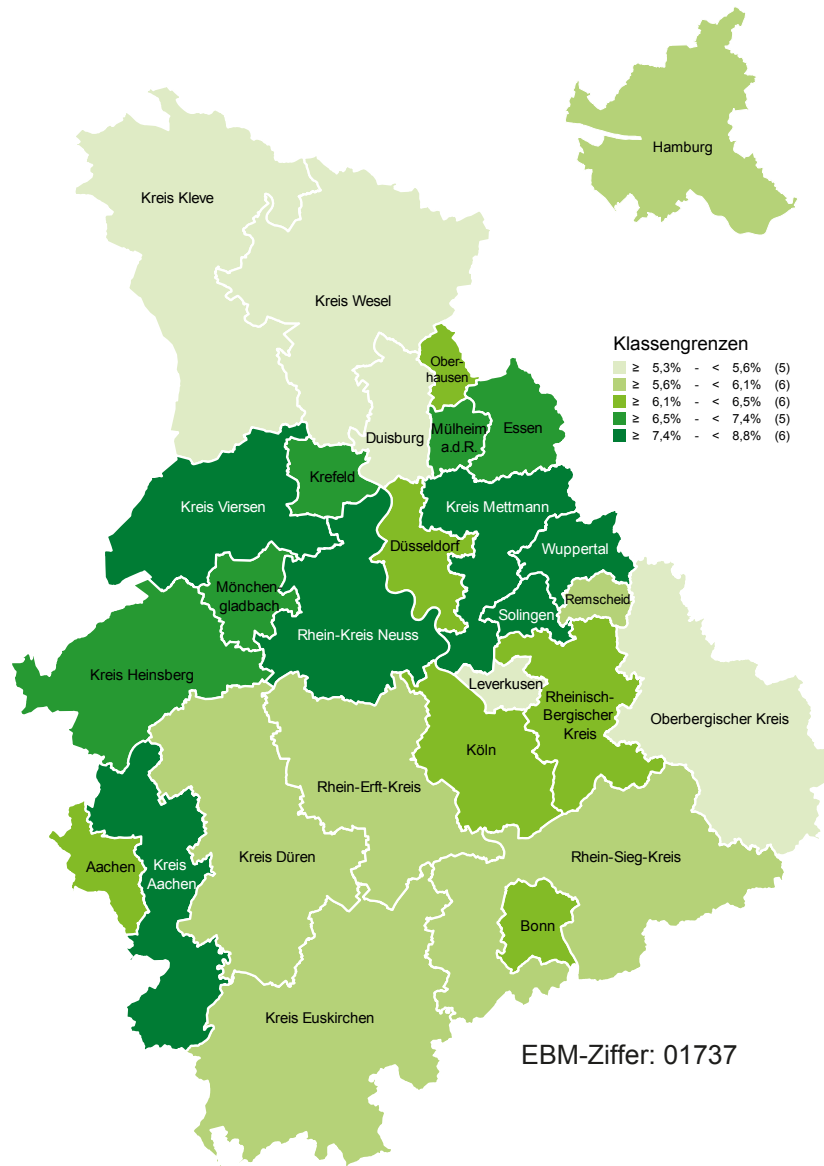 Hamburg
Kreis Kleve
Kreis Wesel
Klassengrenzen
≥ 5,3% - < 5,6% (5)
≥ 5,6% - < 6,1% (6)
≥ 6,1% - < 6,5% (6)
≥ 6,5% - < 7,4% (5)
≥ 7,4% - < 8,8% (6)
Ober-
hausen
Duisburg
Mülheim
a.d.R.
Essen
Krefeld
Kreis Viersen
Kreis Mettmann
Düsseldorf
Wuppertal
Mönchen
gladbach
Remscheid
Solingen
Rhein-Kreis Neuss
Kreis Heinsberg
Leverkusen
Rheinisch-
Bergischer
Kreis
Oberbergischer Kreis
Köln
Rhein-Erft-Kreis
Kreis Düren
Rhein-Sieg-Kreis
Aachen
Kreis
Aachen
Bonn
Kreis Euskirchen
EBM-Ziffer: 01737